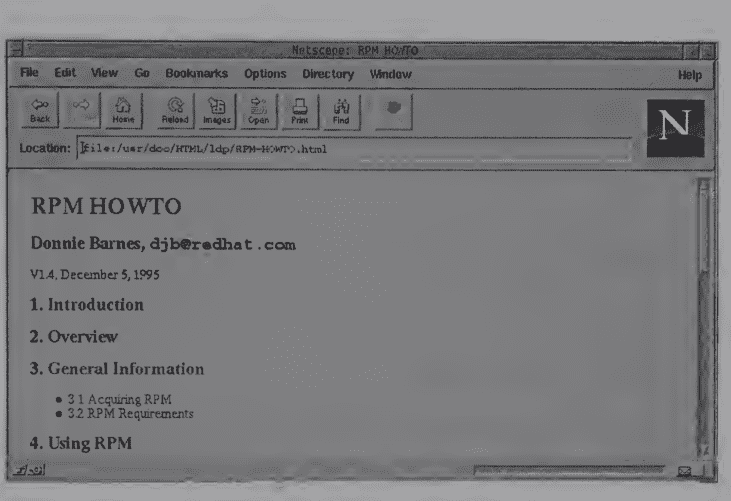 Netscape: RPM HOWTO
File Edit View Go Bookmarks Options Directory Window Help
Back Home Reload Images Open Print Find
N
Location: file:/usr/doc/HTML/ldp/RPM-HOWTO.html
RPM HOWTO
Donnie Barnes, djb@redhat.com
V1.4, December 5, 1995
1. Introduction
2. Overview
3. General Information
3.1 Acquiring RPM
3.2 RPM Requirements
4. Using RPM